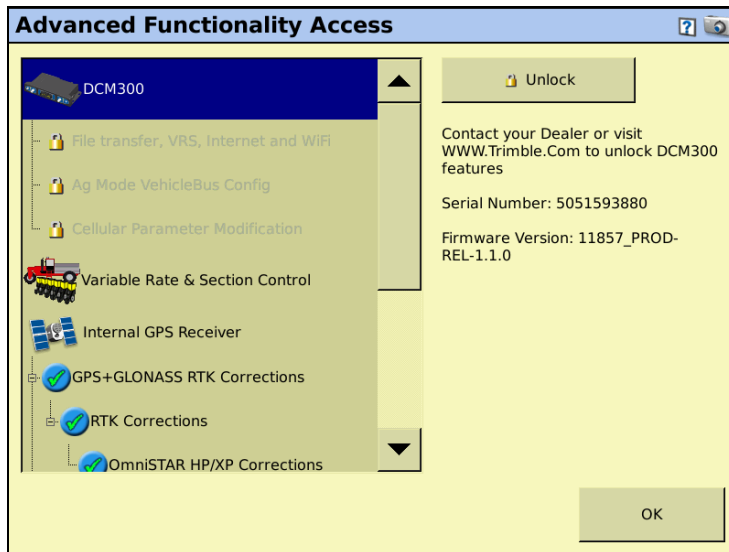 Advanced Functionality Access
DCM300
File transfer, VRS, Internet and WiFi
Ag Mode VehicleBus Config
Cellular Parameter Modification
Variable Rate & Section Control
Internal GPS Receiver
GPS+GLONASS RTK Corrections
RTK Corrections
OmniSTAR HP/XP Corrections
Unlock
Contact your Dealer or visit
WWW.Trimble.Com to unlock DCM300
features
Serial Number: 5051593880
Firmware Version: 11857_PROD-
REL-1.1.0
OK